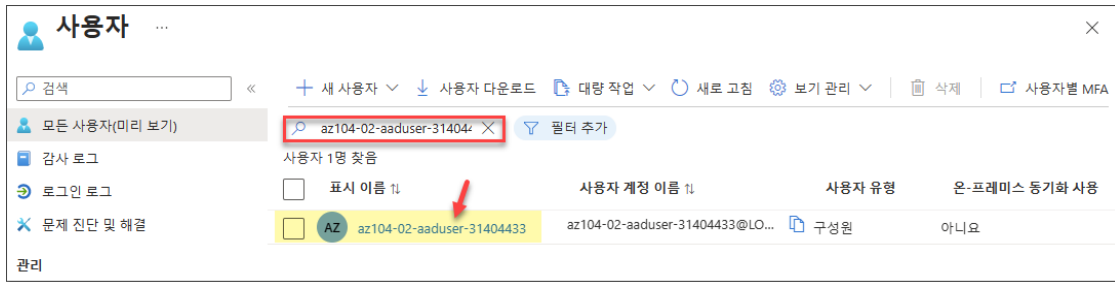 사용자 ...
검색
새 사용자 사용자 다운로드 대량 작업 새로 고침 보기 관리 삭제 사용자별 MFA
모든 사용자(미리 보기)
az104-02-aaduser-31404 필터 추가
감사 로그
사용자 1명 찾음
로그인 로그
표시 이름 사용자 계정 이름 사용자 유형 온-프레미스 동기화 사용
문제 진단 및 해결
AZ az104-02-aaduser-31404433 az104-02-aaduser-31404433@LO... 구성원 아니요
관리